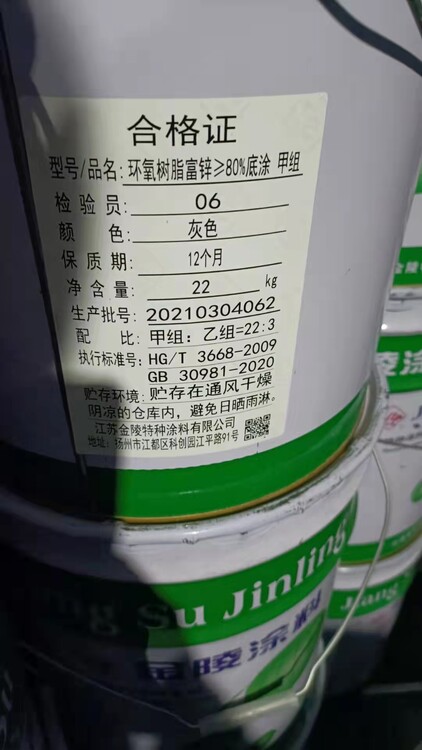 合格证
型号/品名: 环氧树脂富锌≥80%底涂 甲组
检验员: 06
颜色: 灰色
保质期: 12个月
净含量: 22 kg
生产批号: 20210304062
配比: 甲组:乙组=22:3
执行标准号: HG/T 3668-2009
GB 30981-2020
贮存环境: 贮存在通风干燥
阴凉的仓库内，避免日晒雨淋。
江苏金陵特种涂料有限公司
地址: 扬州市江都区科创园江平路91号
金陵
陵涂
ng Su Jinling
Jiang
金陵涂料